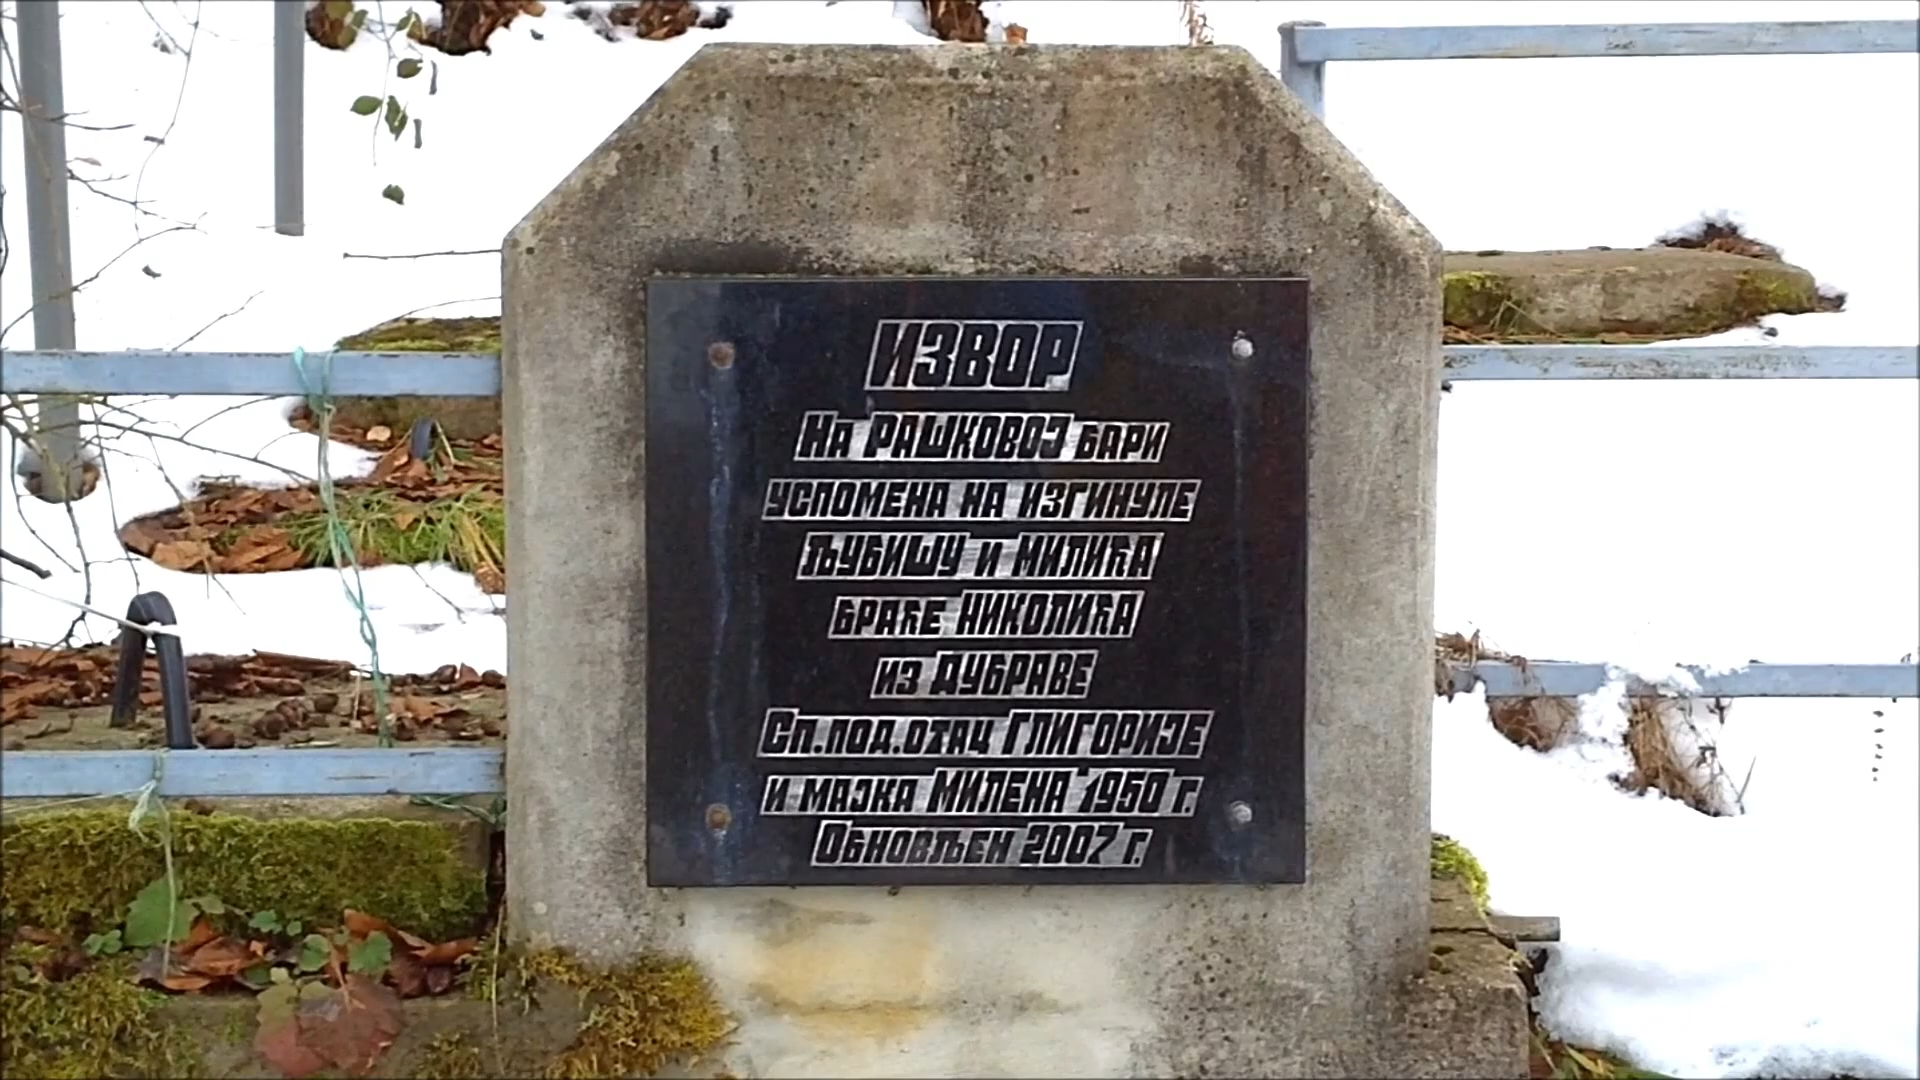 ИЗВОР
На РАШКОВОЈ БАРИ
УСПОМЕНА НА ИЗГИНУЛЕ
ЉУБИШУ И МИЛИЋА
БРАЋЕ НИКОЛИЋА
ИЗ ДУБРАВЕ
Сп.под.отац ГЛИГОРИЈЕ
И МАЈКА МИЛЕНА 1950 г.
ОБНОВЉЕН 2007 г.